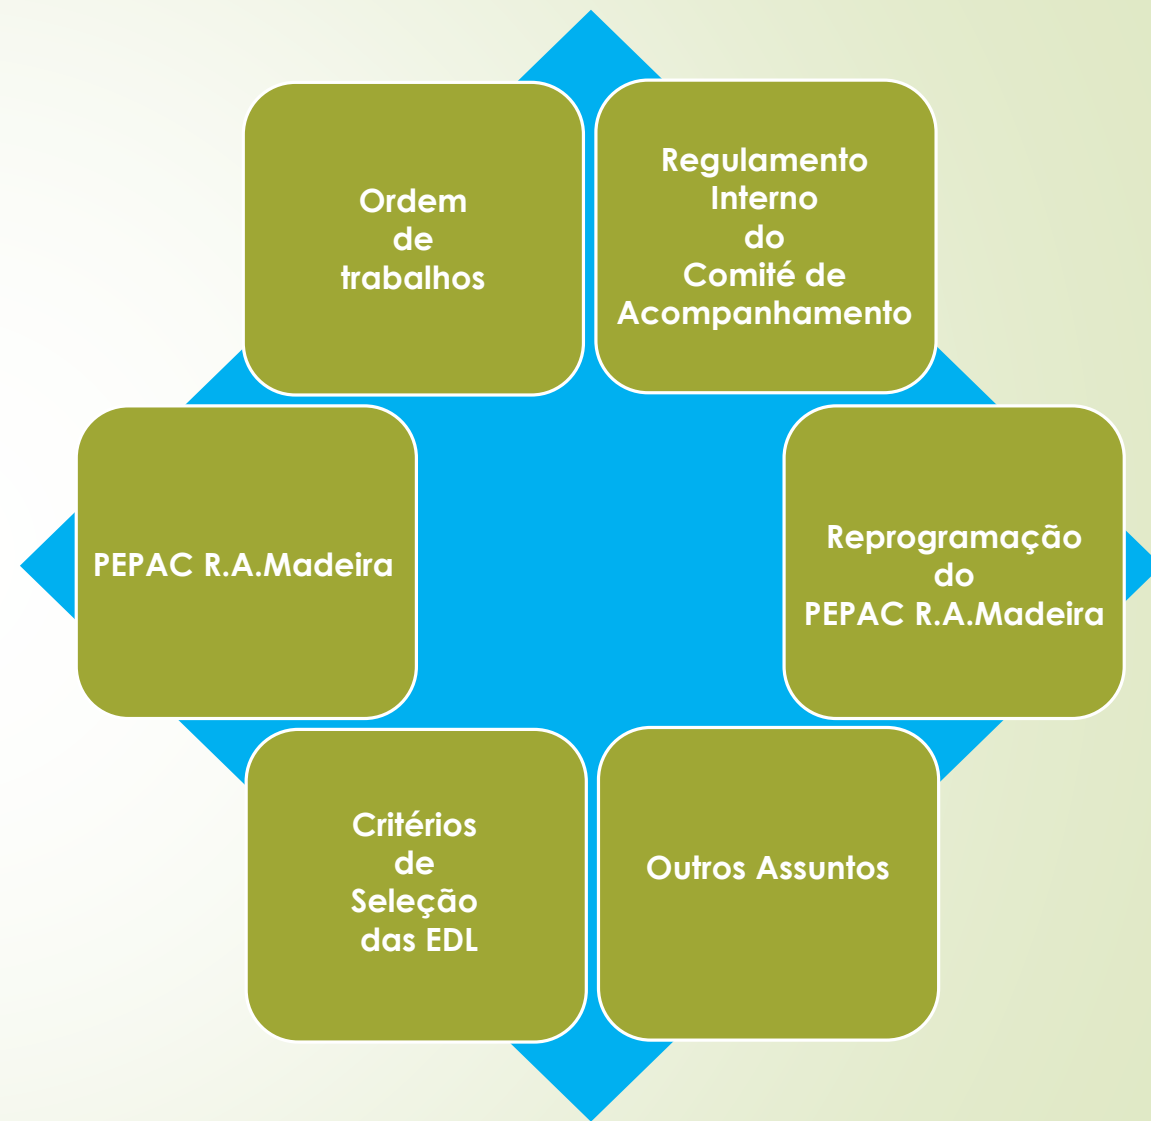 Ordem
de
trabalhos
Regulamento
Interno
do
Comité de
Acompanhamento
PEPAC R.A.Madeira
Reprogramação
do
PEPAC R.A.Madeira
Critérios
de
Seleção
das EDL
Outros Assuntos